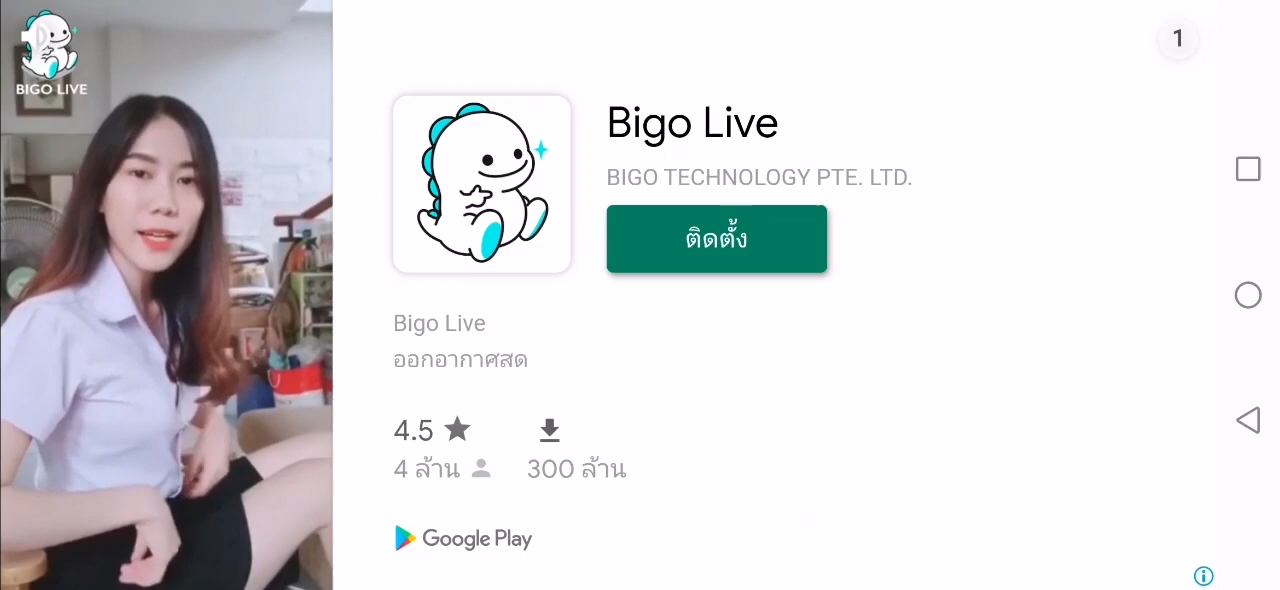 BIGO LIVE
1
Bigo Live
BIGO TECHNOLOGY PTE. LTD.
ติดตั้ง
Bigo Live
ออกอากาศสด
4.5
4 ล้าน
300 ล้าน
Google Play